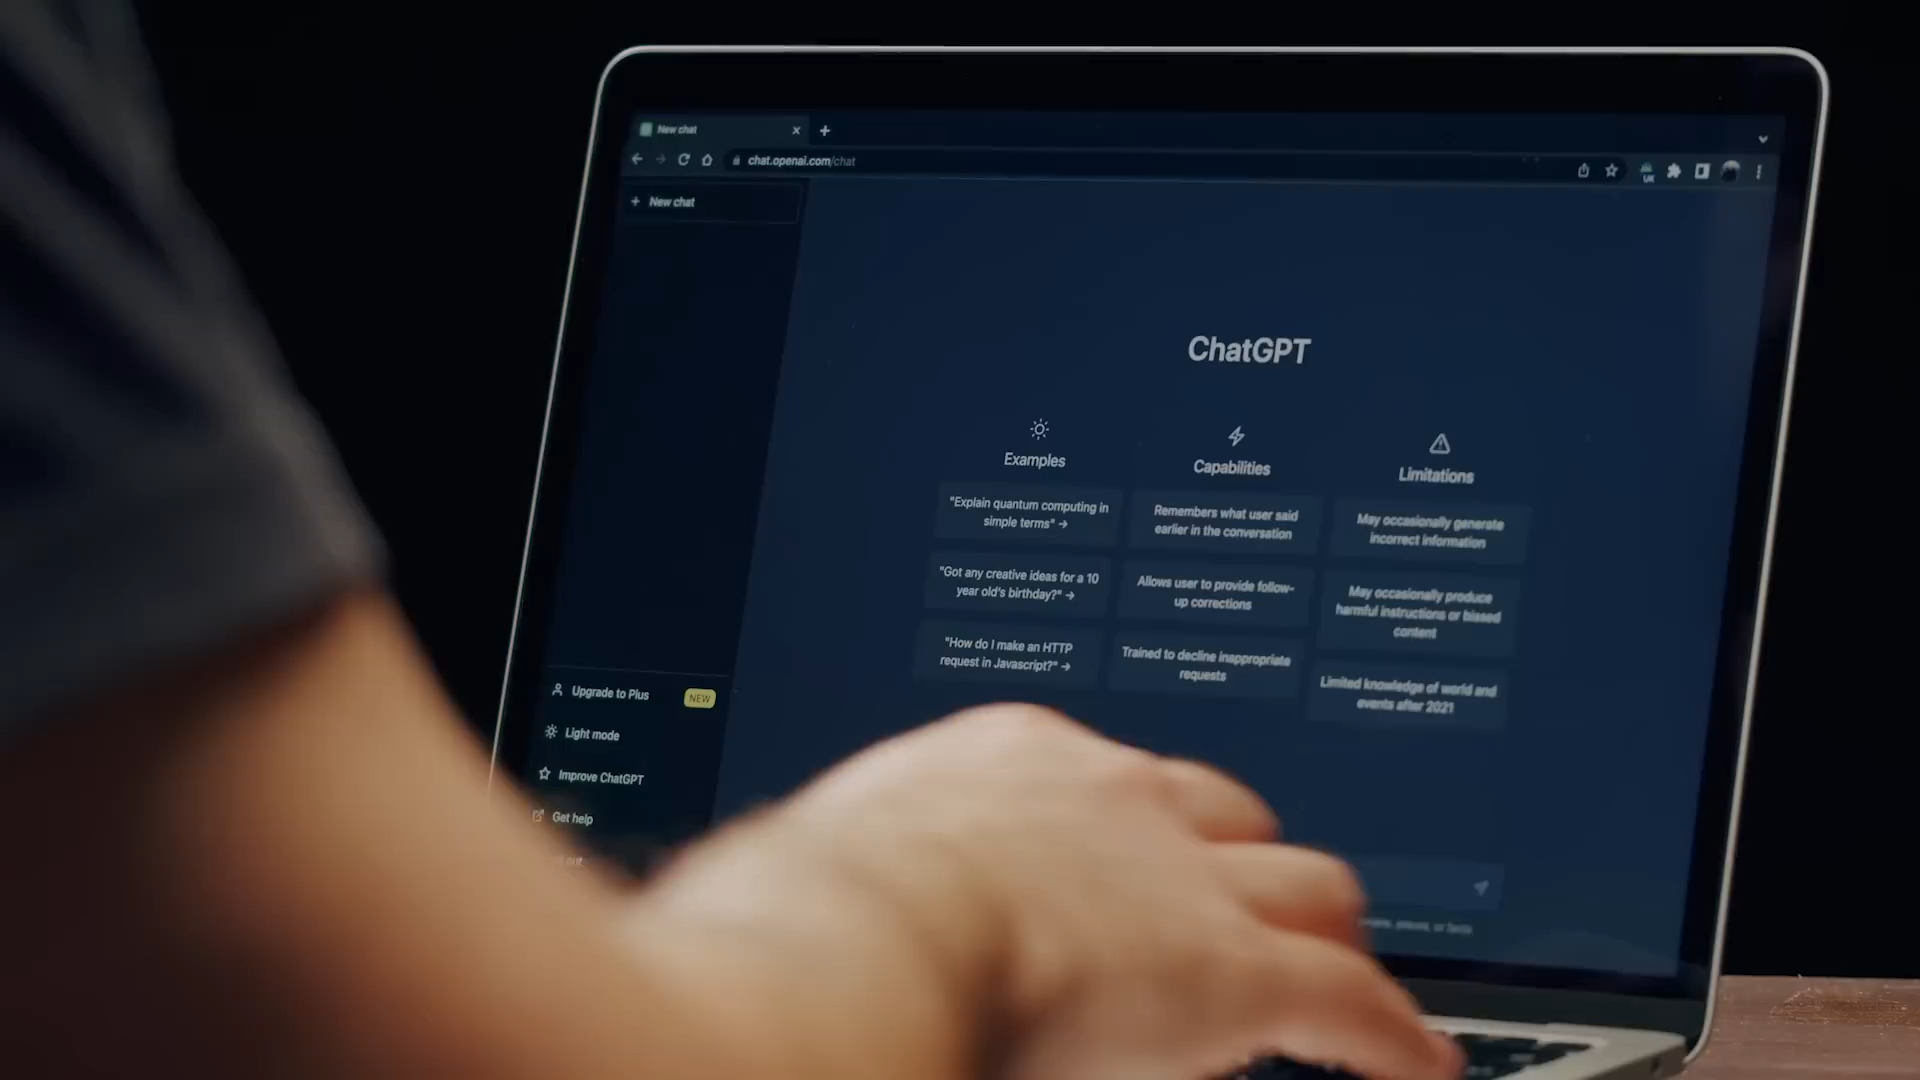 New chat
chat.openai.com/chat
UK
New chat
ChatGPT
Examples
"Explain quantum computing in
simple terms" →
"Got any creative ideas for a 10
year old's birthday?" →
"How do I make an HTTP
request in Javascript?" →
Capabilities
Remembers what user said
earlier in the conversation
Allows user to provide follow-
up corrections
Trained to decline inappropriate
requests
Limitations
May occasionally generate
incorrect information
May occasionally produce
harmful instructions or biased
content
Limited knowledge of world and
events after 2021
Upgrade to Plus NEW
Light mode
Improve ChatGPT
Get help
out